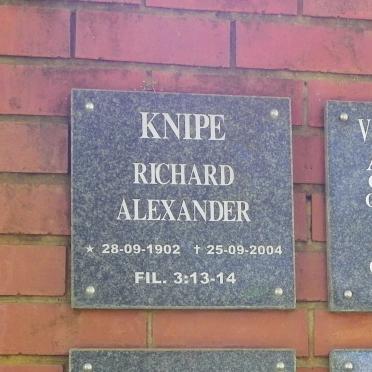 KNIPE
RICHARD
ALEXANDER
★ 28-09-1902 ✝ 25-09-2004
FIL. 3:13-14
V